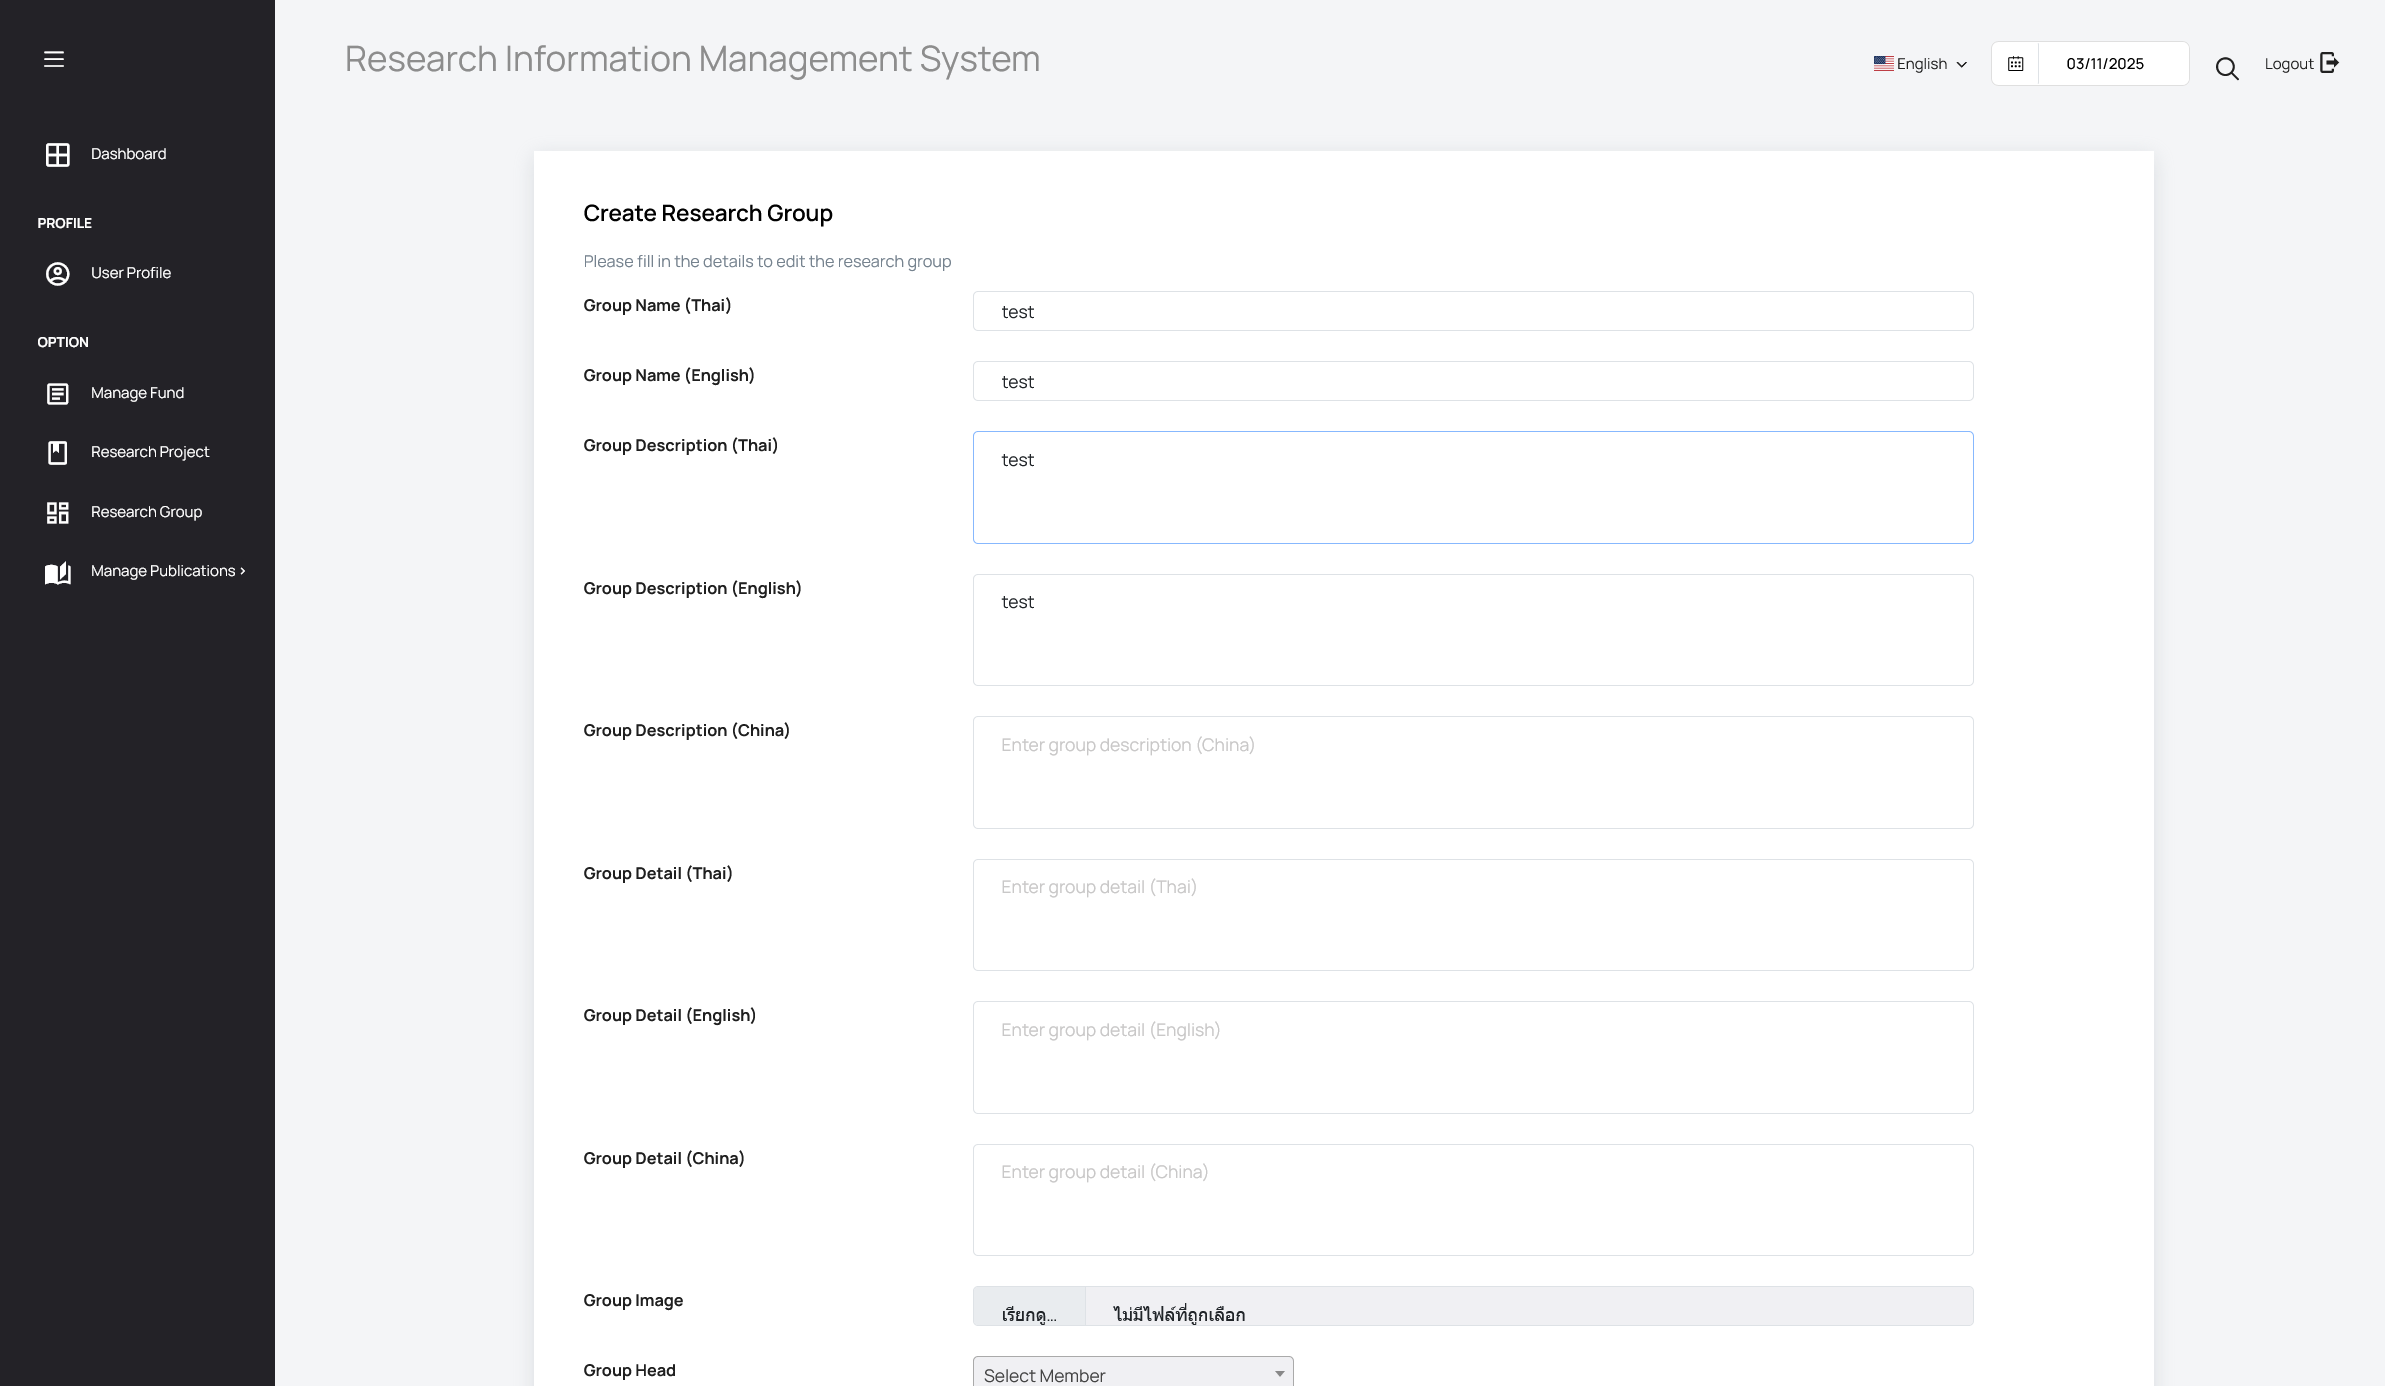 Research Information Management System
English
03/11/2025
Logout
Dashboard
PROFILE
User Profile
OPTION
Manage Fund
Research Project
Research Group
Manage Publications
Create Research Group
Please fill in the details to edit the research group
Group Name (Thai)
test
Group Name (English)
test
Group Description (Thai)
test
Group Description (English)
test
Group Description (China)
Enter group description (China)
Group Detail (Thai)
Enter group detail (Thai)
Group Detail (English)
Enter group detail (English)
Group Detail (China)
Enter group detail (China)
Group Image
เรียกดู...
ไม่มีไฟล์ที่ถูกเลือก
Group Head
Select Member